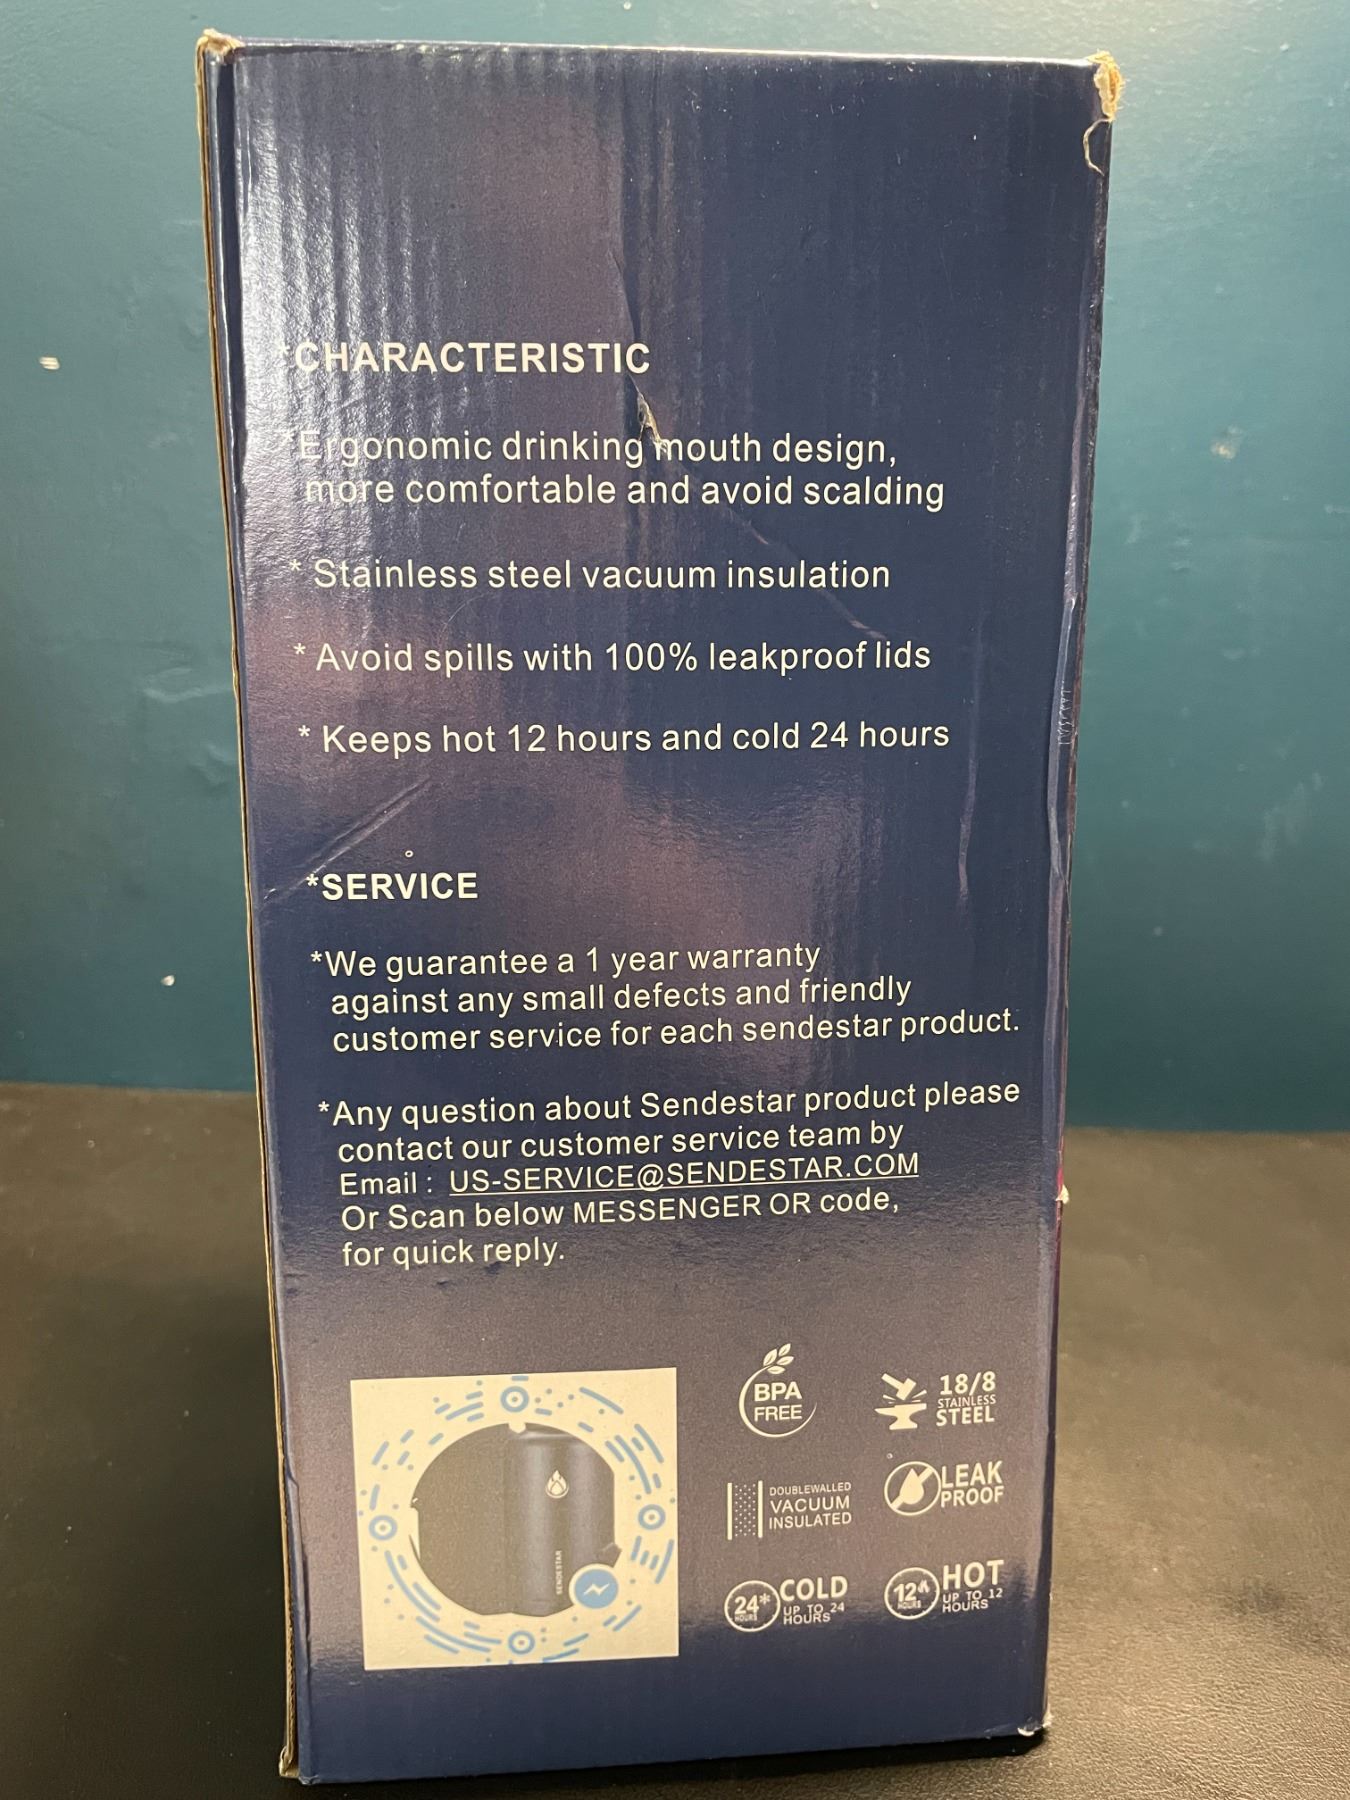 *CHARACTERISTIC
*Ergonomic drinking mouth design,
more comfortable and avoid scalding
* Stainless steel vacuum insulation
* Avoid spills with 100% leakproof lids
* Keeps hot 12 hours and cold 24 hours
*SERVICE
*We guarantee a 1 year warranty
against any small defects and friendly
customer service for each sendestar product.
*Any question about Sendestar product please
contact our customer service team by
Email : US-SERVICE@SENDESTAR.COM
Or Scan below MESSENGER OR code,
for quick reply.
SENDESTAR
BPA
FREE
18/8
STAINLESS
STEEL
DOUBLEWALLED
VACUUM
INSULATED
LEAK
PROOF
24*
HOURS
COLD
UP TO 24
HOURS
12
HOURS
HOT
UP TO 12
HOURS